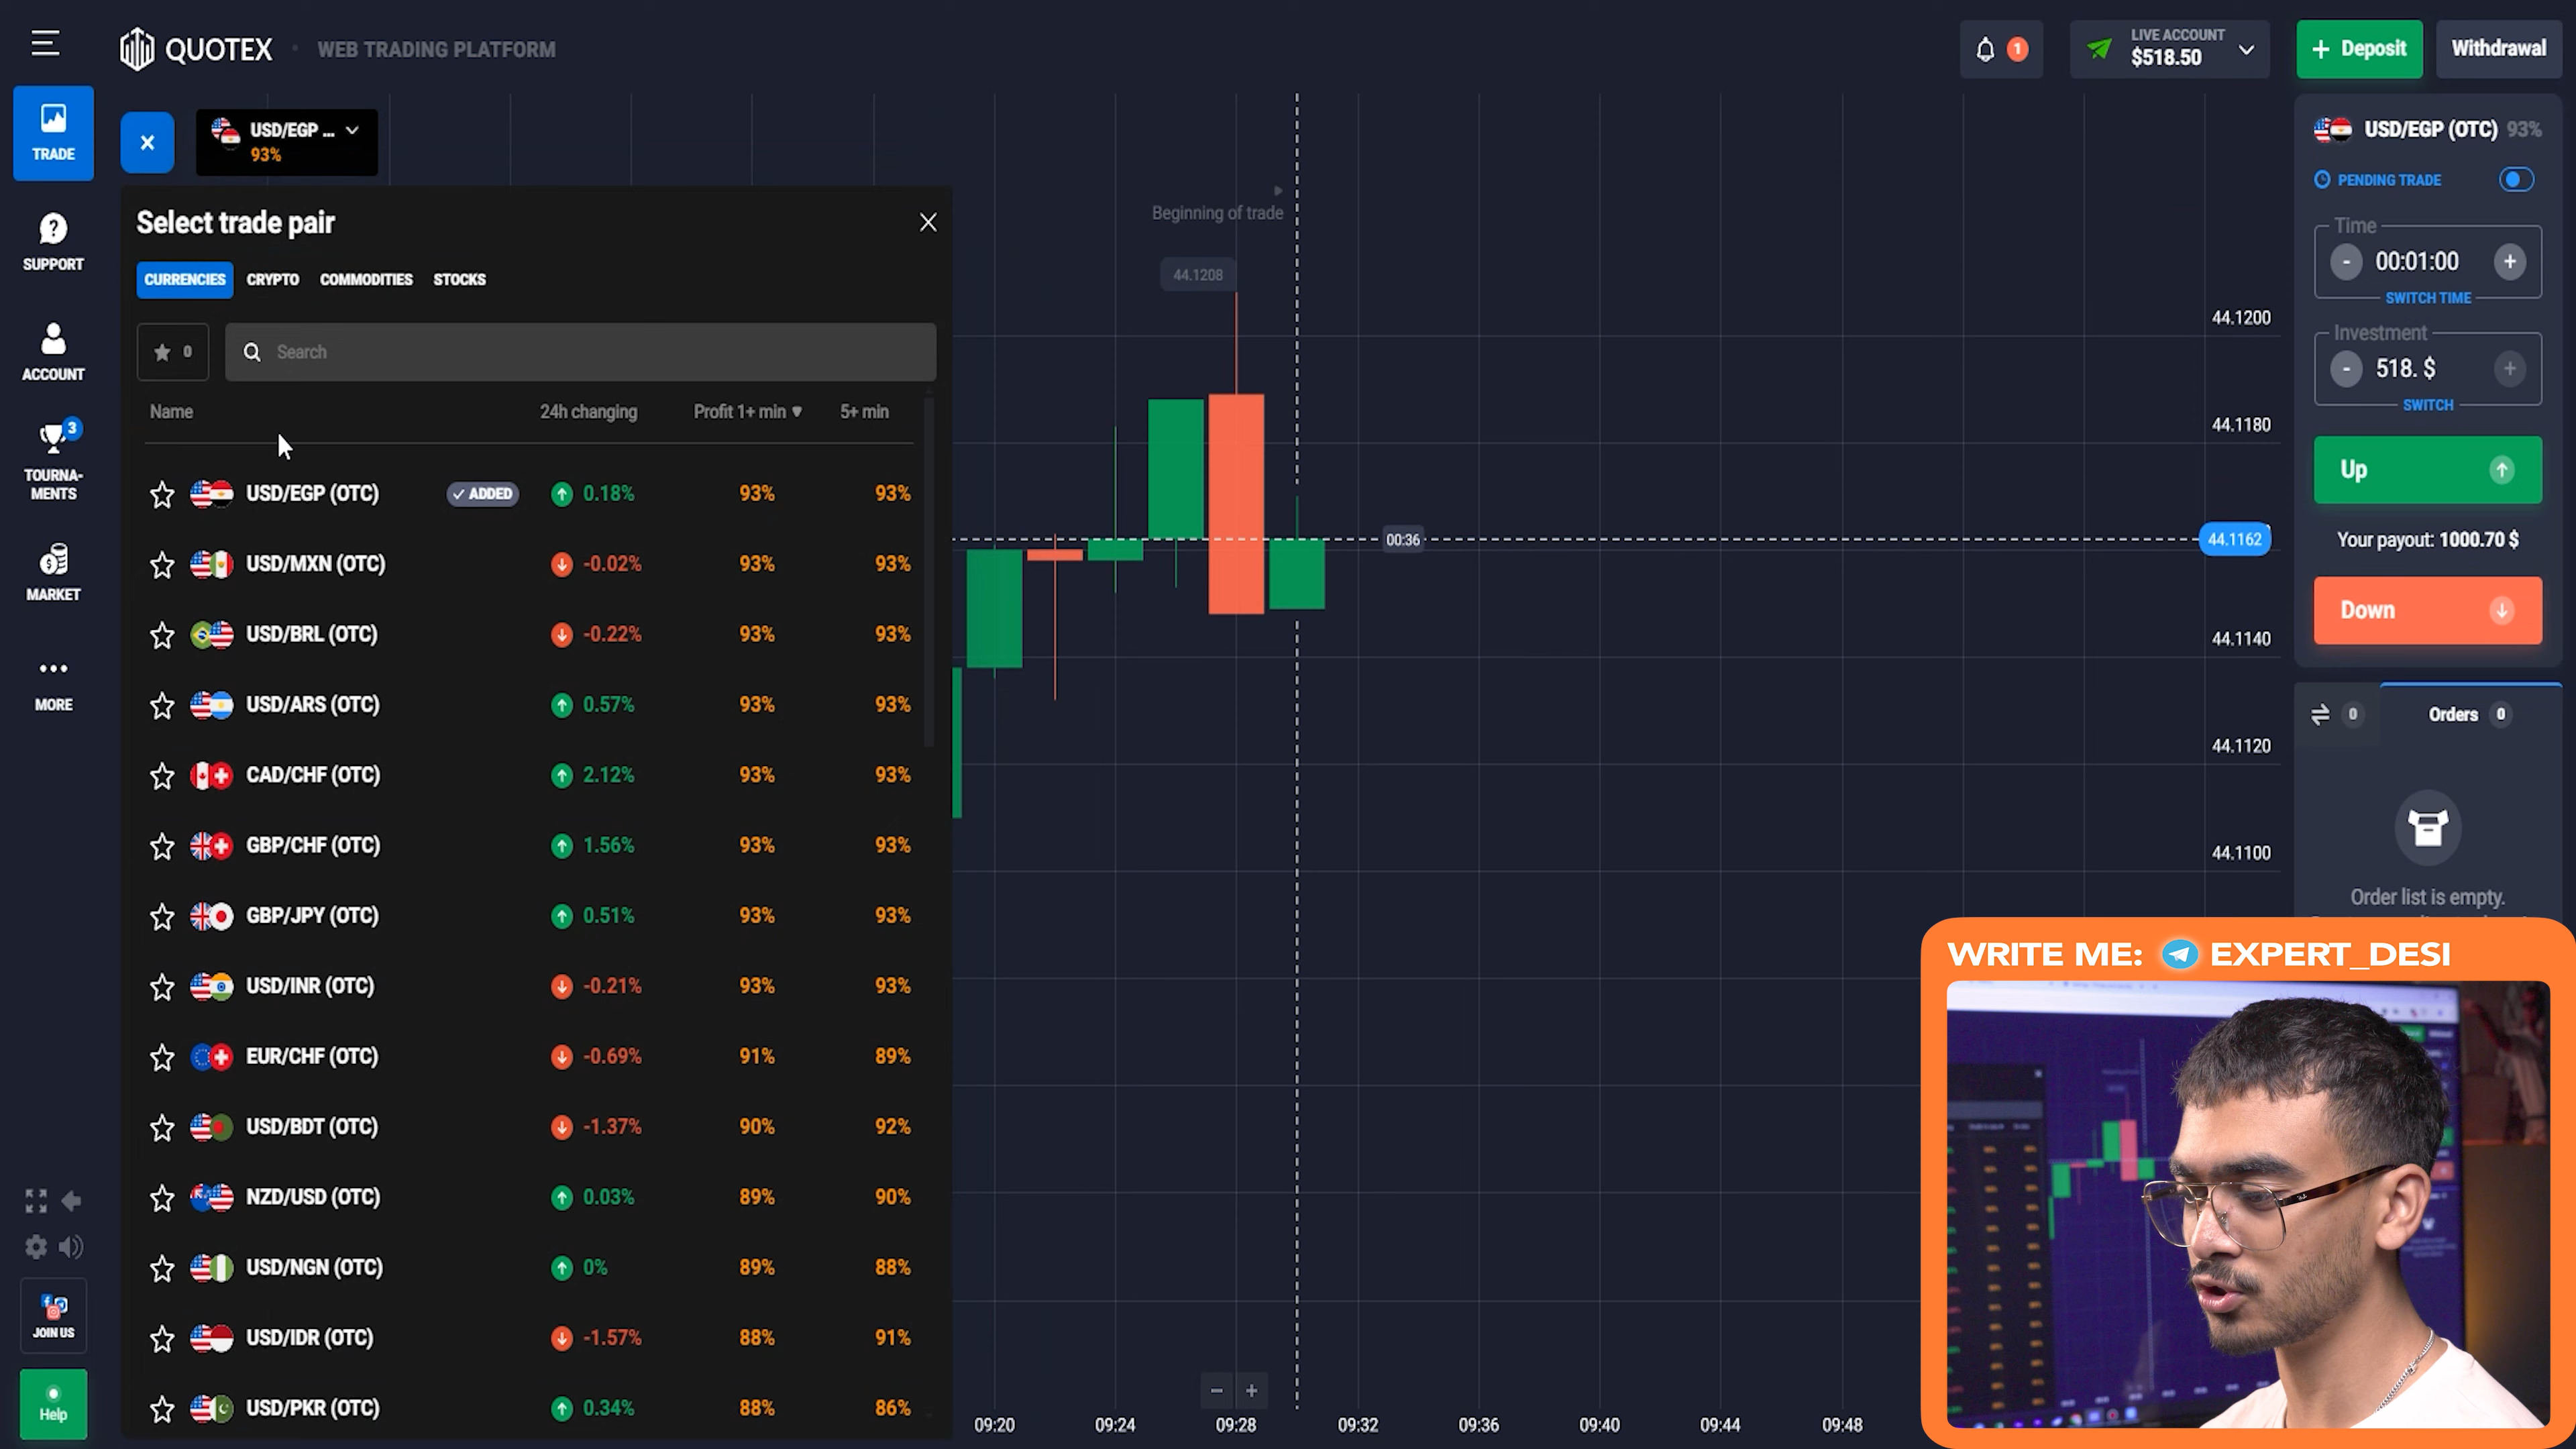 QUOTEX
WEB TRADING PLATFORM
1
LIVE ACCOUNT
$518.50
+ Deposit
Withdrawal
TRADE
SUPPORT
ACCOUNT
3
TOURNA-
MENTS
MARKET
MORE
JOIN US
Help
USD/EGP ...
93%
Select trade pair
CURRENCIES CRYPTO COMMODITIES STOCKS
0 Search
Name 24h changing Profit 1+ min 5+ min
USD/EGP (OTC) ADDED 0.18% 93% 93%
USD/MXN (OTC) -0.02% 93% 93%
USD/BRL (OTC) -0.22% 93% 93%
USD/ARS (OTC) 0.57% 93% 93%
CAD/CHF (OTC) 2.12% 93% 93%
GBP/CHF (OTC) 1.56% 93% 93%
GBP/JPY (OTC) 0.51% 93% 93%
USD/INR (OTC) -0.21% 93% 93%
EUR/CHF (OTC) -0.69% 91% 89%
USD/BDT (OTC) -1.37% 90% 92%
NZD/USD (OTC) 0.03% 89% 90%
USD/NGN (OTC) 0% 89% 88%
USD/IDR (OTC) -1.57% 88% 91%
USD/PKR (OTC) 0.34% 88% 86%
Beginning of trade
44.1208
00:36
44.1200
44.1180
44.1162
44.1140
44.1120
44.1100
- +
09:20 09:24 09:28 09:32 09:36 09:40 09:44 09:48
USD/EGP (OTC) 93%
PENDING TRADE
Time
- 00:01:00 +
SWITCH TIME
Investment
- 518. $ +
SWITCH
Up
Your payout: 1000.70 $
Down
0 Orders 0
Order list is empty.
WRITE ME: EXPERT_DESI